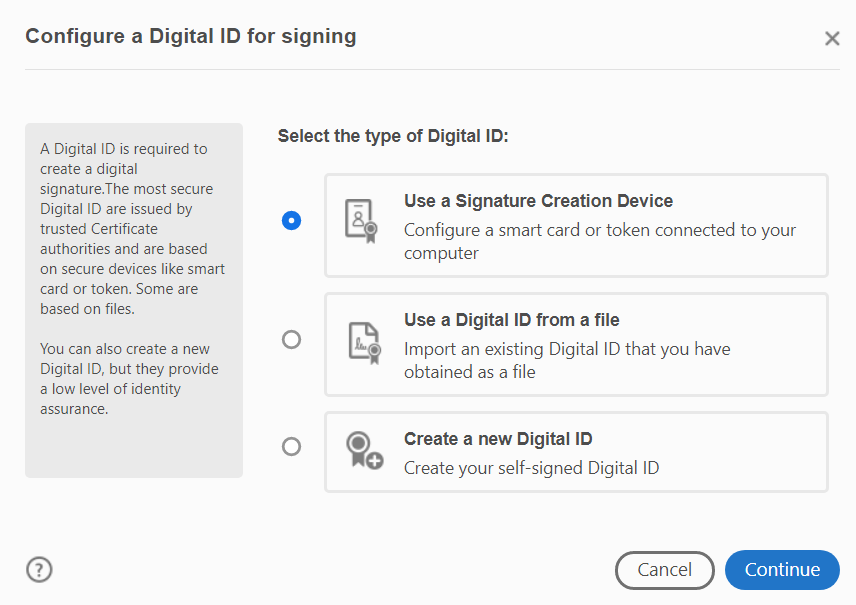 Configure a Digital ID for signing
A Digital ID is required to
create a digital
signature.The most secure
Digital ID are issued by
trusted Certificate
authorities and are based
on secure devices like smart
card or token. Some are
based on files.
You can also create a new
Digital ID, but they provide
a low level of identity
assurance.
Select the type of Digital ID:
Use a Signature Creation Device
Configure a smart card or token connected to your
computer
Use a Digital ID from a file
Import an existing Digital ID that you have
obtained as a file
Create a new Digital ID
Create your self-signed Digital ID
?
Cancel
Continue